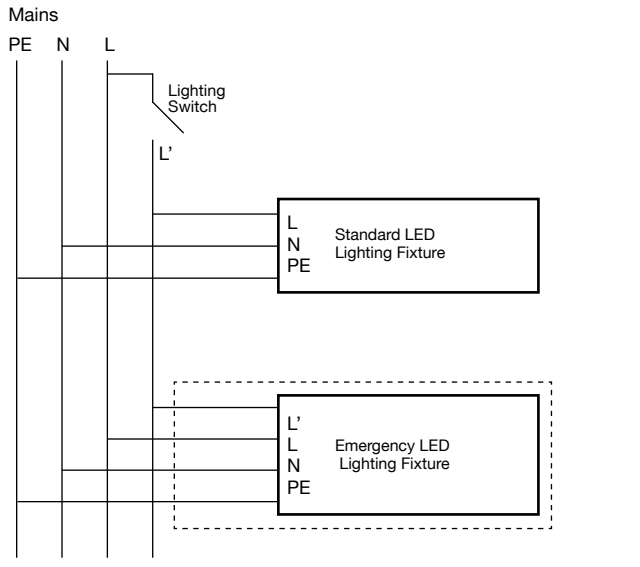 Mains
PE N L
Lighting
Switch
L’
L
N
PE
Standard LED
Lighting Fixture
L’
L
N
PE
Emergency LED
Lighting Fixture